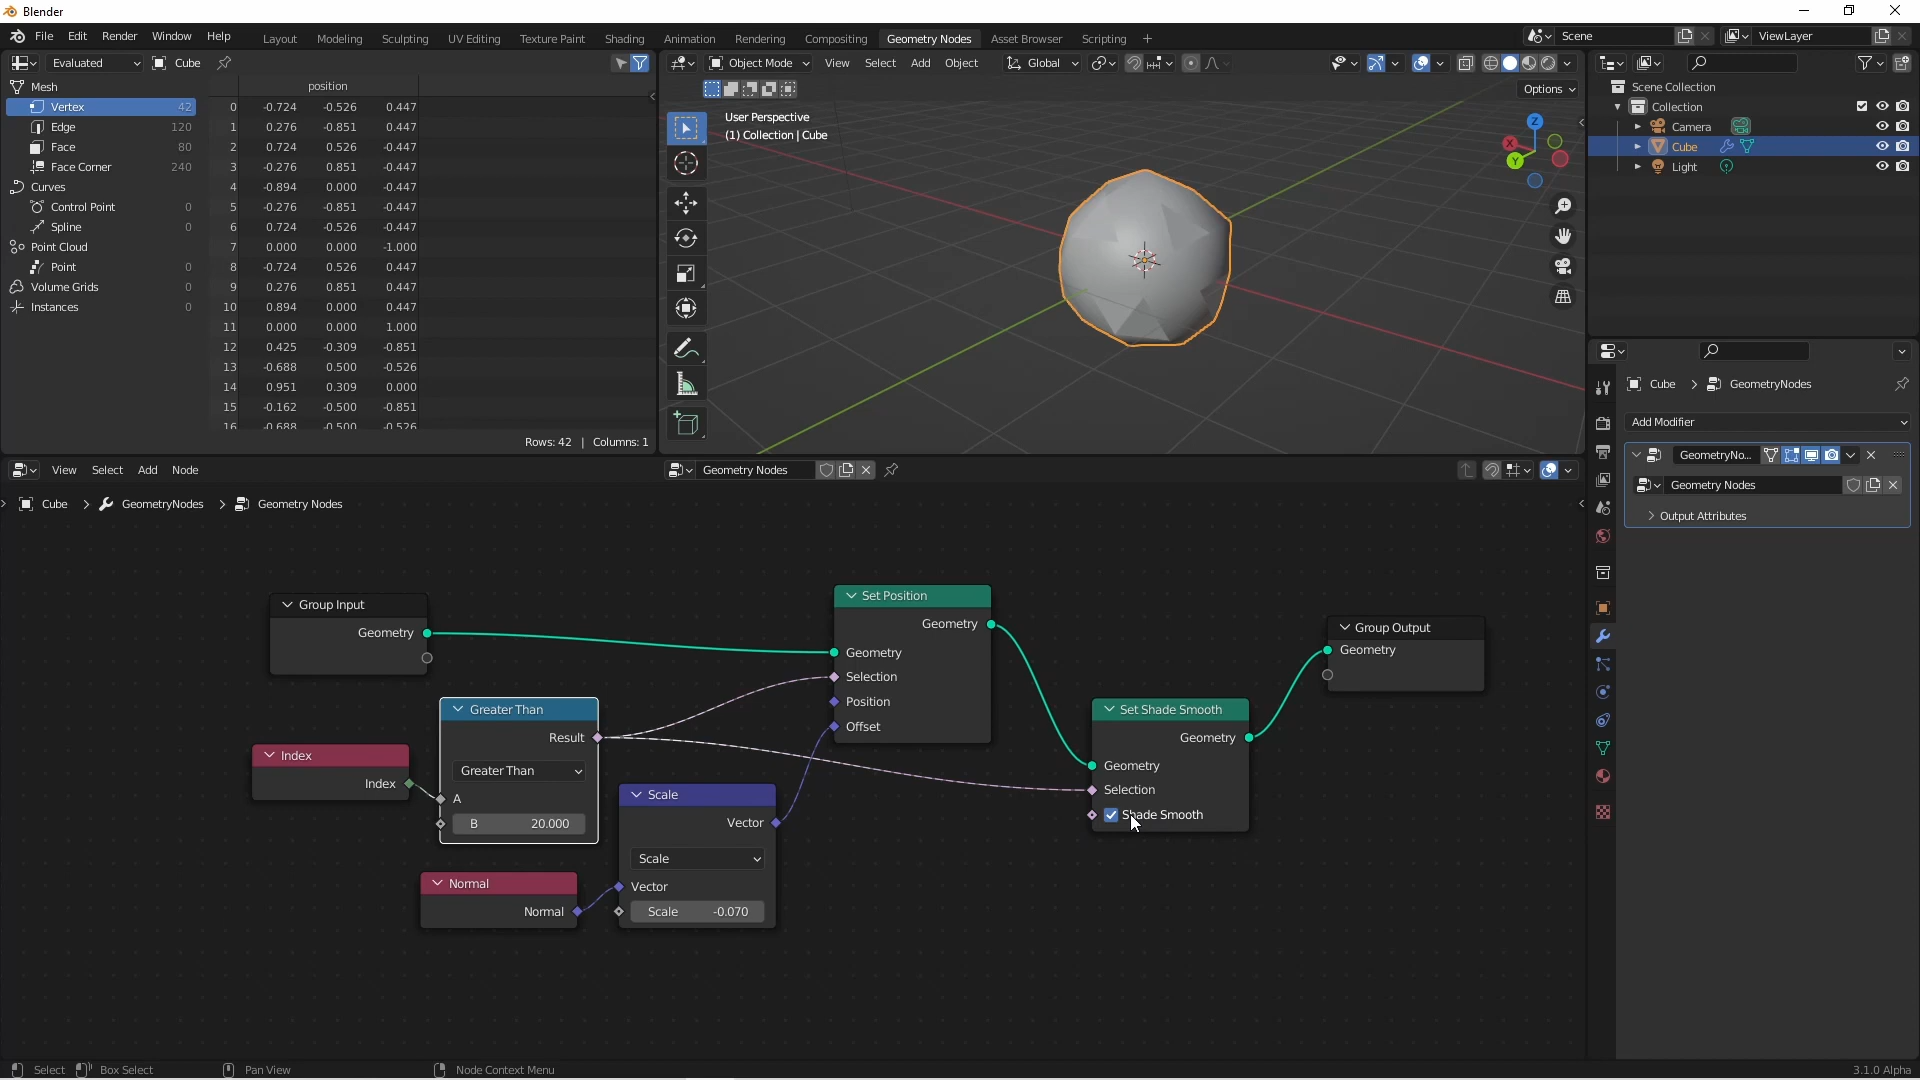 Blender
File Edit Render Window Help Layout Modeling Sculpting UV Editing Texture Paint Shading Animation Rendering Compositing Geometry Nodes Asset Browser Scripting + Scene ViewLayer
Evaluated Cube
Mesh
Vertex 42
Edge 120
Face 80
Face Corner 240
Curves
Control Point 0
Spline 0
Point Cloud
Point 0
Volume Grids 0
Instances 0
position
0 -0.724 -0.526 0.447
1 0.276 -0.851 0.447
2 0.724 0.526 -0.447
3 -0.276 0.851 -0.447
4 -0.894 0.000 -0.447
5 -0.276 -0.851 -0.447
6 0.724 -0.526 -0.447
7 0.000 0.000 -1.000
8 -0.724 0.526 0.447
9 0.276 0.851 0.447
10 0.894 0.000 0.447
11 0.000 0.000 1.000
12 0.425 -0.309 -0.851
13 -0.688 0.500 -0.526
14 0.951 0.309 0.000
15 -0.162 -0.500 -0.851
16 -0.688 -0.500 -0.526
Rows: 42 | Columns: 1
Object Mode View Select Add Object Global
Options
User Perspective
(1) Collection | Cube
Z
X
Y
Scene Collection
Collection
Camera
Cube
Light
Cube > GeometryNodes
Add Modifier
GeometryNo...
Geometry Nodes
Output Attributes
View Select Add Node Geometry Nodes
Cube > GeometryNodes > Geometry Nodes
Group Input
Geometry
Index
Index
Greater Than
Result
Greater Than
A
B 20.000
Normal
Normal
Scale
Vector
Scale
Vector
Scale -0.070
Set Position
Geometry
Geometry
Selection
Position
Offset
Set Shade Smooth
Geometry
Geometry
Selection
Shade Smooth
Group Output
Geometry
Select Box Select Pan View Node Context Menu 3.1.0 Alpha